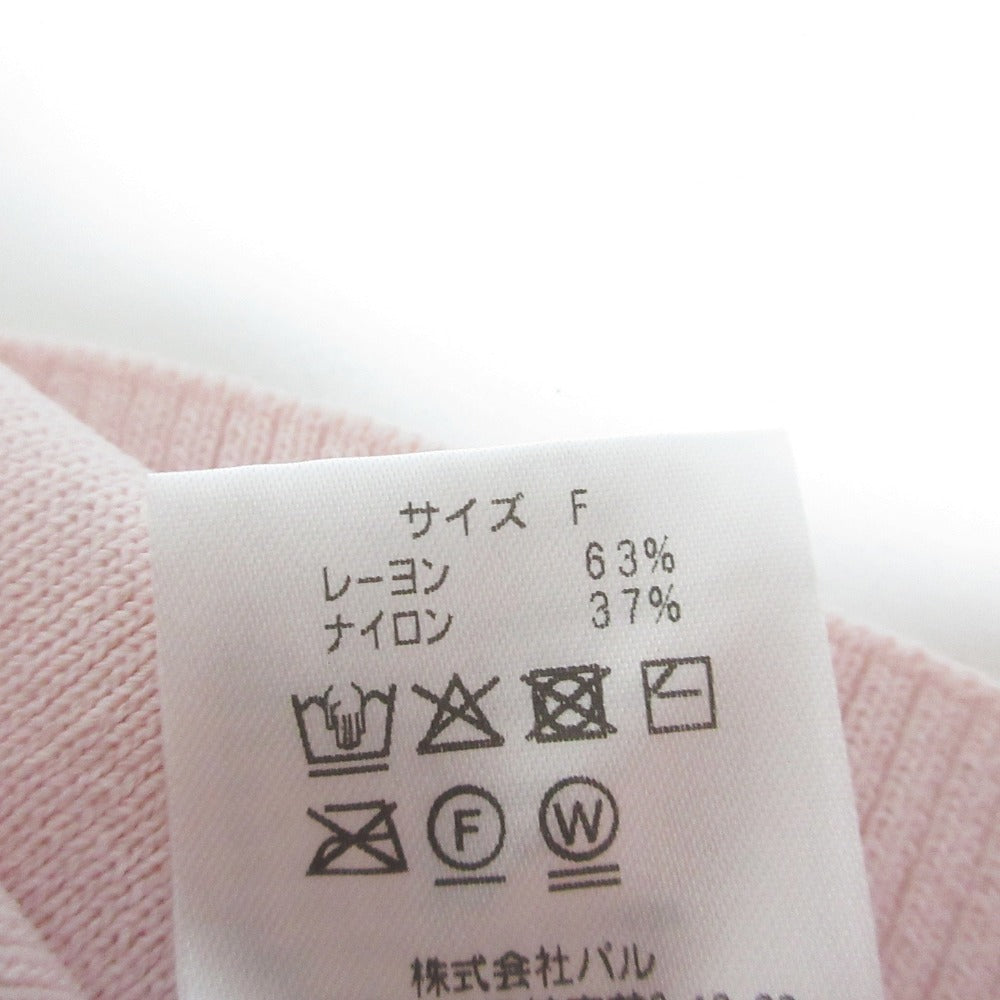 サイズ F
レーヨン 63%
ナイロン 37%
F W
株式会社パル